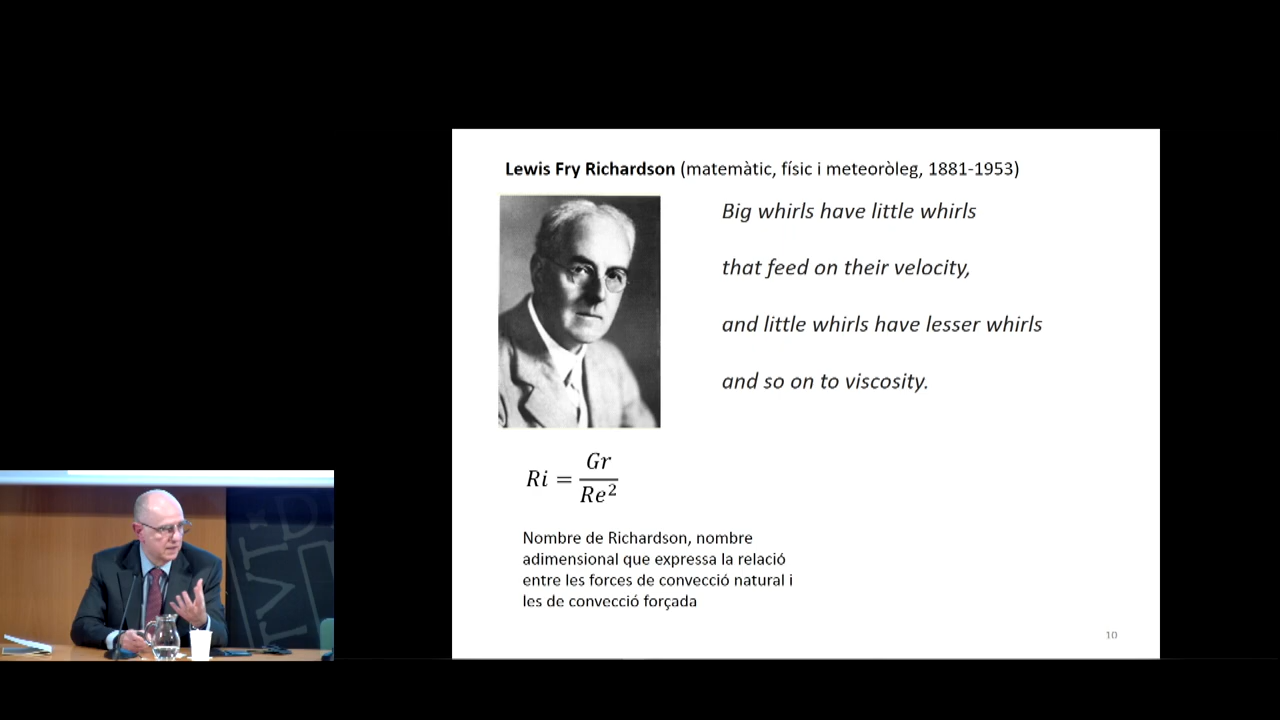 Lewis Fry Richardson (matemàtic, físic i meteoròleg, 1881-1953)
Big whirls have little whirls
that feed on their velocity,
and little whirls have lesser whirls
and so on to viscosity.
Ri = Gr / Re²
Nombre de Richardson, nombre
adimensional que expressa la relació
entre les forces de convecció natural i
les de convecció forçada
10